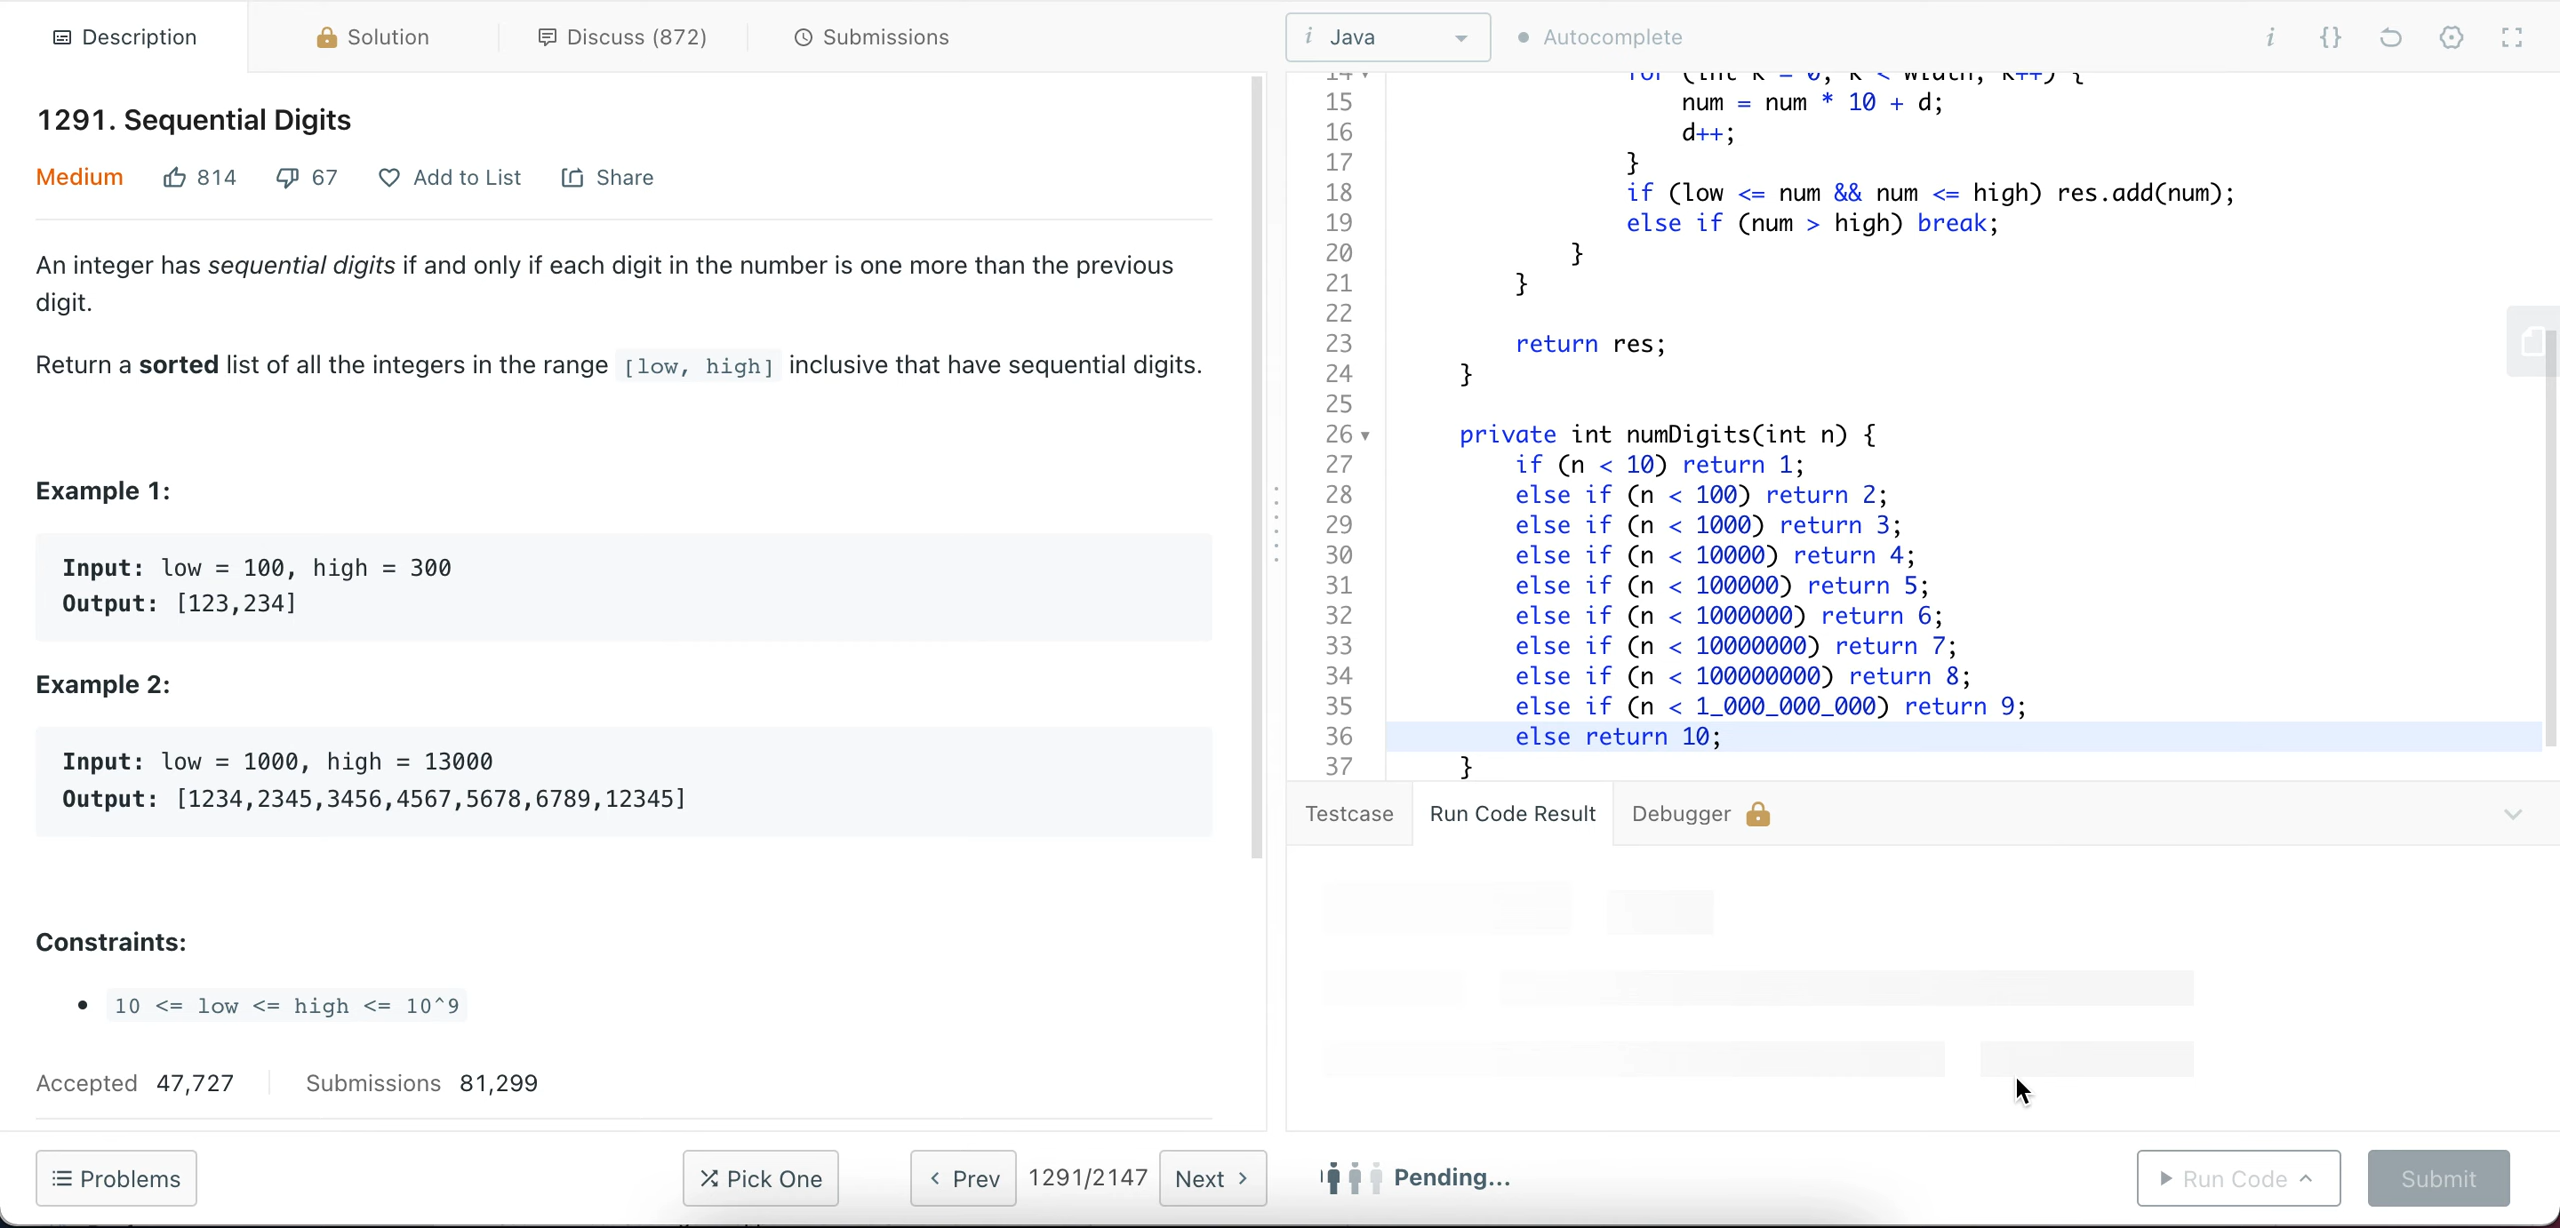 Description
Solution
Discuss (872)
Submissions
1291. Sequential Digits
Medium 814 67 Add to List Share
An integer has sequential digits if and only if each digit in the number is one more than the previous
digit.
Return a sorted list of all the integers in the range [low, high] inclusive that have sequential digits.
Example 1:
Input: low = 100, high = 300
Output: [123,234]
Example 2:
Input: low = 1000, high = 13000
Output: [1234,2345,3456,4567,5678,6789,12345]
Constraints:
• 10 <= low <= high <= 10^9
Accepted 47,727 Submissions 81,299
Problems
Pick One
Prev
1291/2147
Next
i Java
Autocomplete
i {}
14 for (int k = 0; k < width; k++) {
15 num = num * 10 + d;
16 d++;
17 }
18 if (low <= num && num <= high) res.add(num);
19 else if (num > high) break;
20 }
21 }
22
23 return res;
24 }
25
26 private int numDigits(int n) {
27 if (n < 10) return 1;
28 else if (n < 100) return 2;
29 else if (n < 1000) return 3;
30 else if (n < 10000) return 4;
31 else if (n < 100000) return 5;
32 else if (n < 1000000) return 6;
33 else if (n < 10000000) return 7;
34 else if (n < 100000000) return 8;
35 else if (n < 1_000_000_000) return 9;
36 else return 10;
37 }
Testcase
Run Code Result
Debugger
Pending...
Run Code
Submit